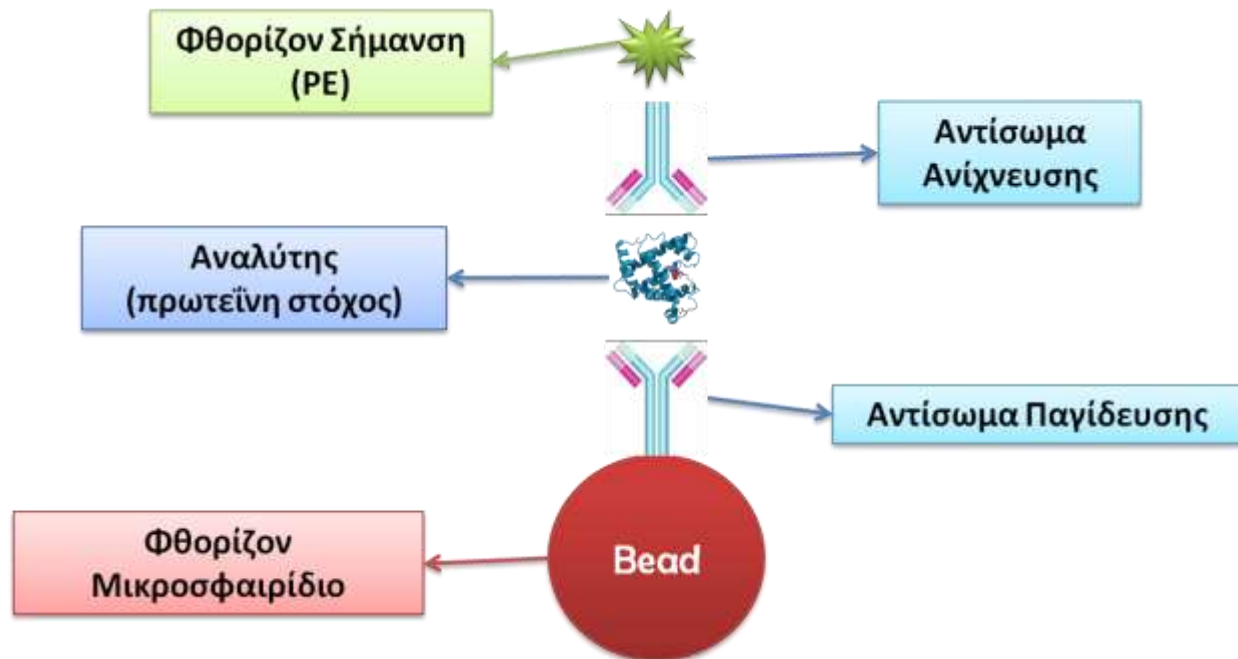 Φθορίζον Σήμανση
(PE)
Αντίσωμα
Ανίχνευσης
Αναλύτης
(πρωτεΐνη στόχος)
Αντίσωμα Παγίδευσης
Φθορίζον
Μικροσφαιρίδιο
Bead